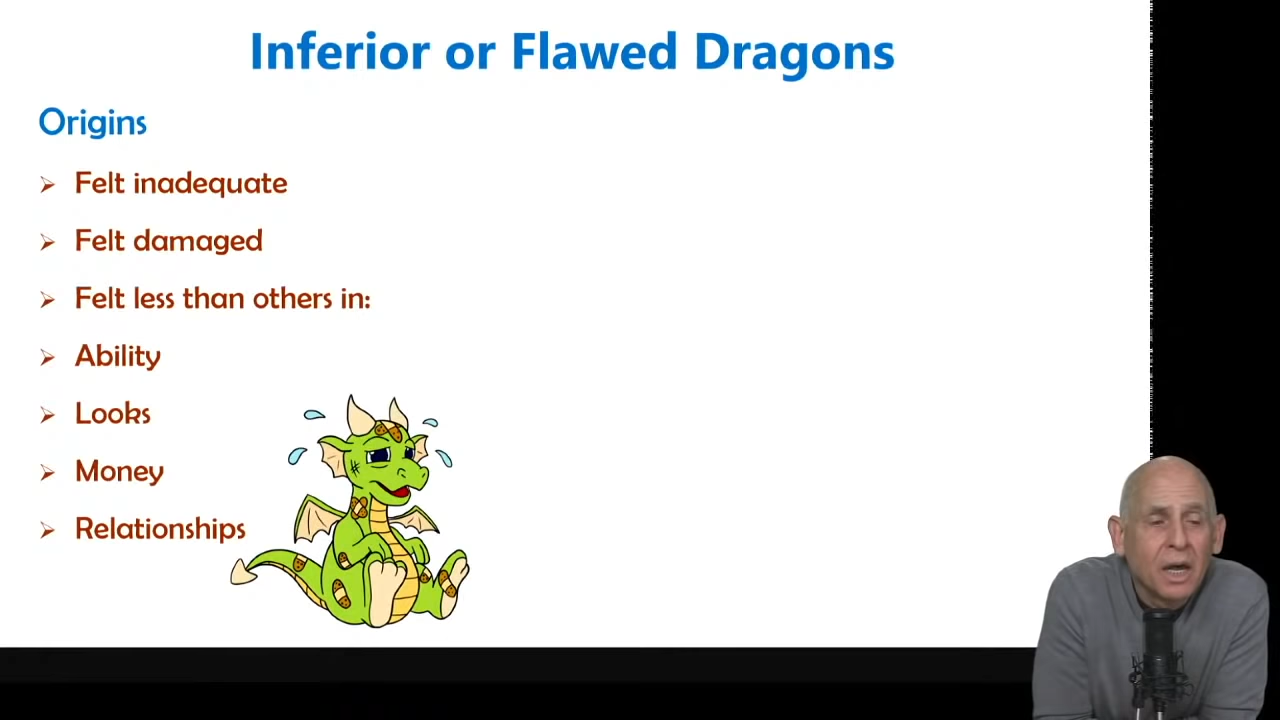 Inferior or Flawed Dragons
Origins
Felt inadequate
Felt damaged
Felt less than others in:
Ability
Looks
Money
Relationships